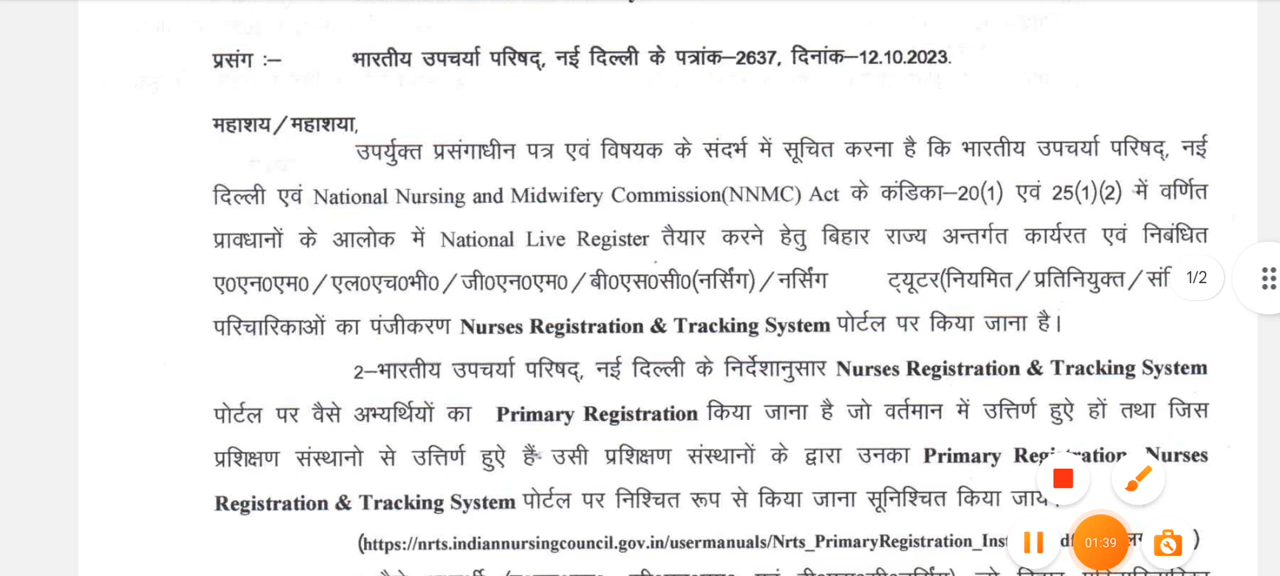 प्रसंग :– भारतीय उपचर्या परिषद्, नई दिल्ली के पत्रांक–2637, दिनांक–12.10.2023.
महाशय/महाशया,
उपर्युक्त प्रसंगाधीन पत्र एवं विषयक के संदर्भ में सूचित करना है कि भारतीय उपचर्या परिषद्, नई
दिल्ली एवं National Nursing and Midwifery Commission(NNMC) Act के कंडिका–20(1) एवं 25(1)(2) में वर्णित
प्रावधानों के आलोक में National Live Register तैयार करने हेतु बिहार राज्य अन्तर्गत कार्यरत एवं निबंधित
ए0एन0एम0/एल0एच0भी0/जी0एन0एम0/बी0एस0सी0(नर्सिंग)/नर्सिंग ट्यूटर(नियमित/प्रतिनियुक्त/ 1/2
परिचारिकाओं का पंजीकरण Nurses Registration & Tracking System पोर्टल पर किया जाना है।
2–भारतीय उपचर्या परिषद्, नई दिल्ली के निर्देशानुसार Nurses Registration & Tracking System
पोर्टल पर वैसे अभ्यर्थियों का Primary Registration किया जाना है जो वर्तमान में उत्तिर्ण हुऐ हों तथा जिस
प्रशिक्षण संस्थानो से उत्तिर्ण हुऐ हैं उसी प्रशिक्षण संस्थानों के द्वारा उनका Primary Nurses
Registration & Tracking System पोर्टल पर निश्चित रूप से किया जाना सूनिश्चित किया जाय
(https://nrts.indiannursingcouncil.gov.in/usermanuals/Nrts_PrimaryRegistration_Ins 01:39 )